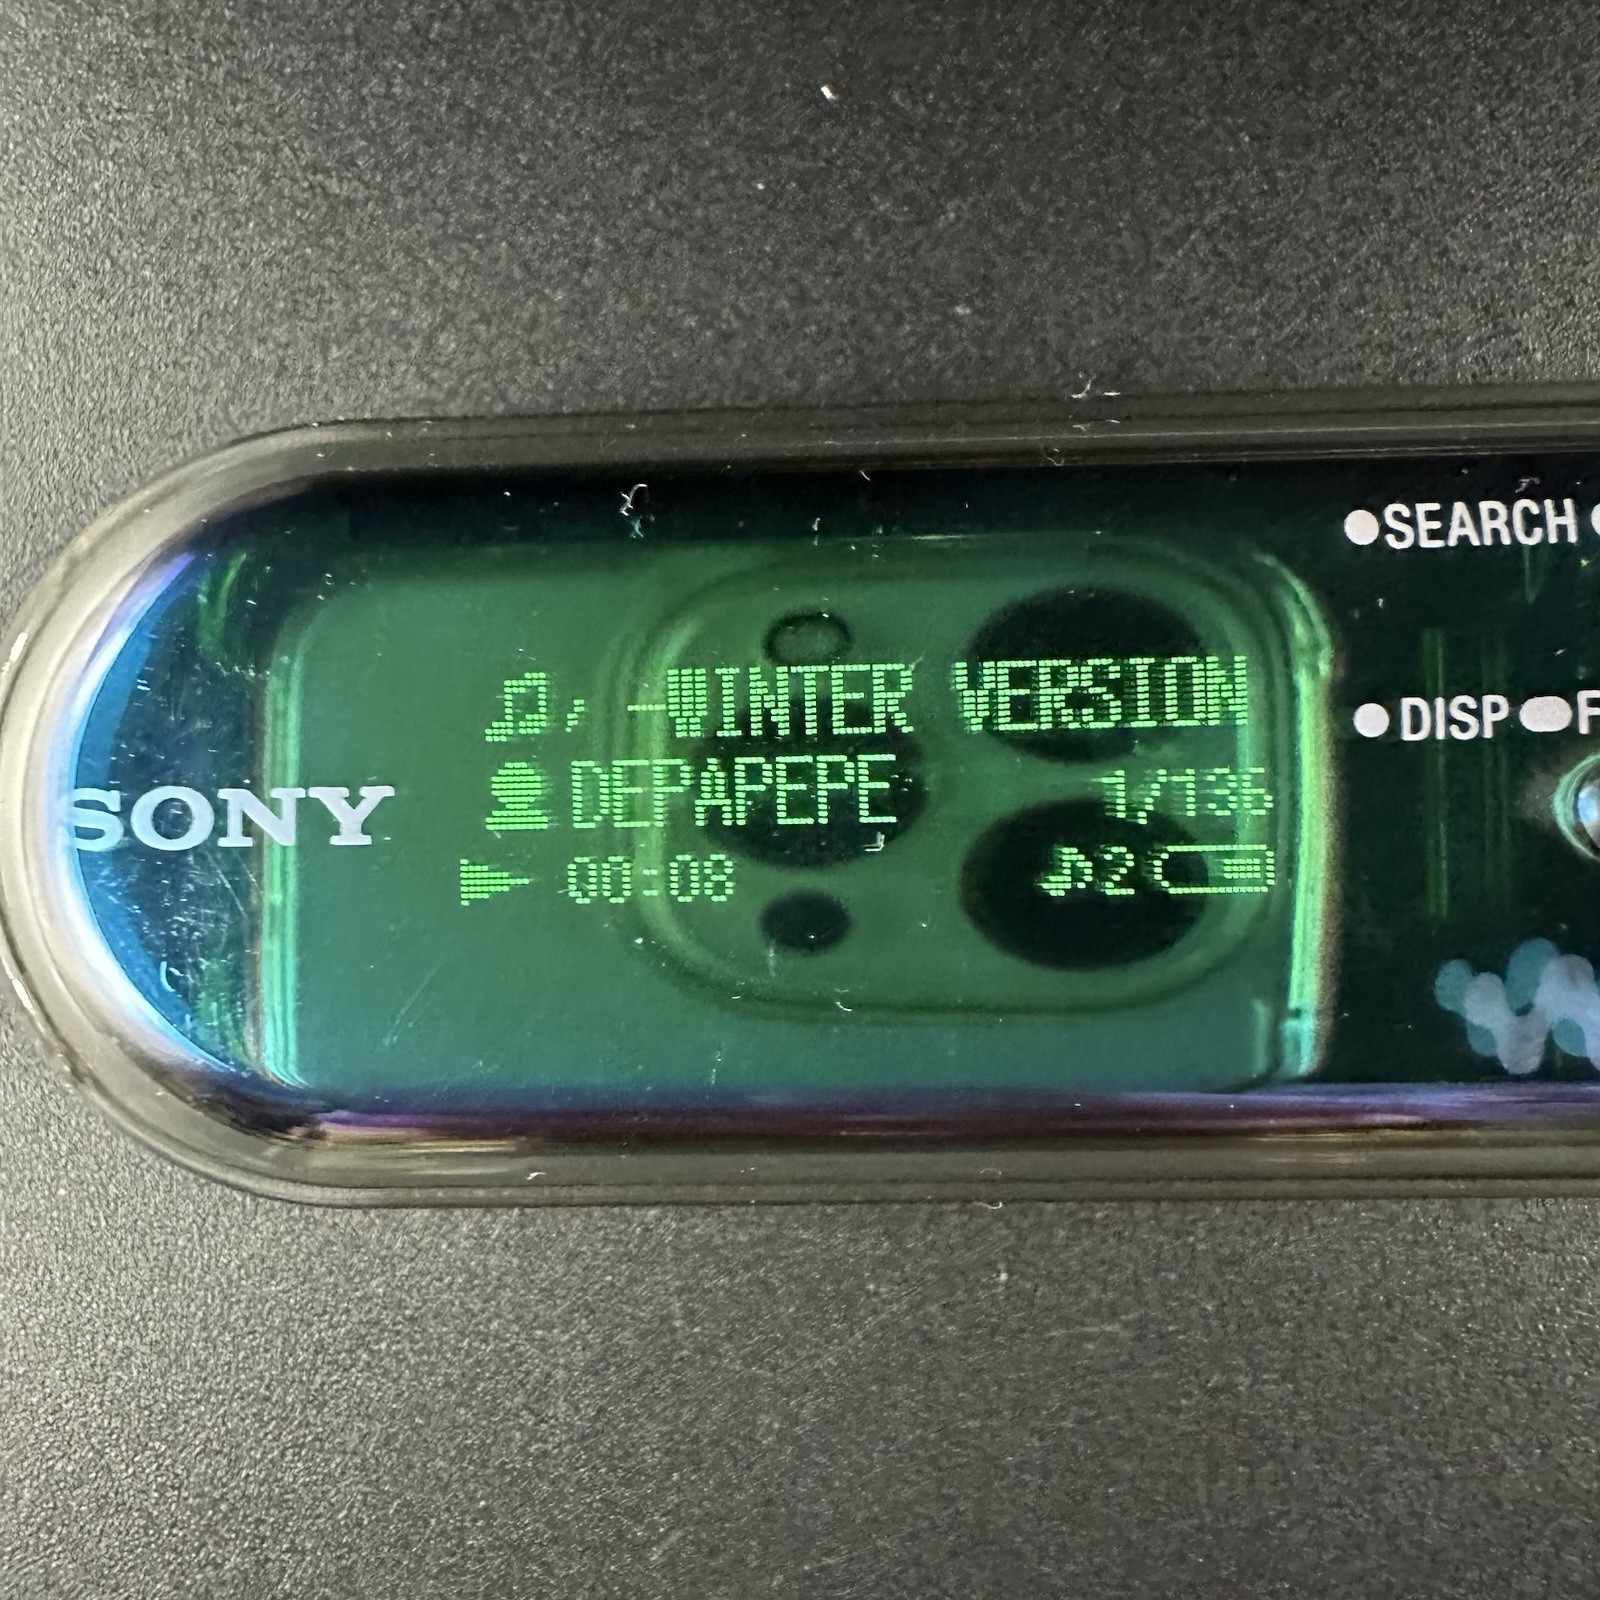 , -WINTER VERSION
DEPAPEPE 1/136
00:08 ♪2
SONY
SEARCH
DISP